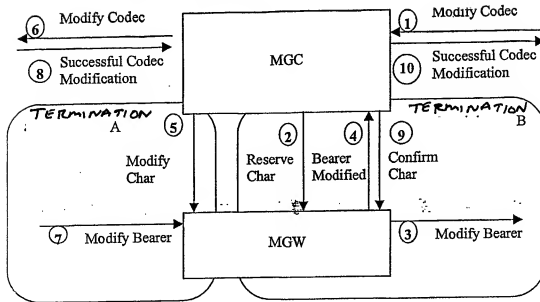 6 Modify Codec
8 Successful Codec
Modification
MGC
1 Modify Codec
10 Successful Codec
Modification
TERMINATION
A
TERMINATION
B
5
Modify
Char
2
Reserve
Char
4
Bearer
Modified
9
Confirm
Char
7 Modify Bearer
MGW
3 Modify Bearer